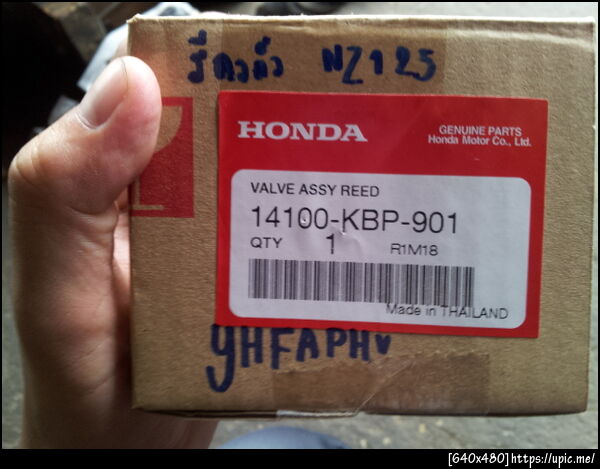 รีดวาล์ว NZ125
HONDA
GENUINE PARTS
Honda Motor Co., Ltd.
VALVE ASSY REED
14100-KBP-901
QTY 1 R1M18
Made in THAILAND
YHFAPHV
[640x480]https://upic.me/